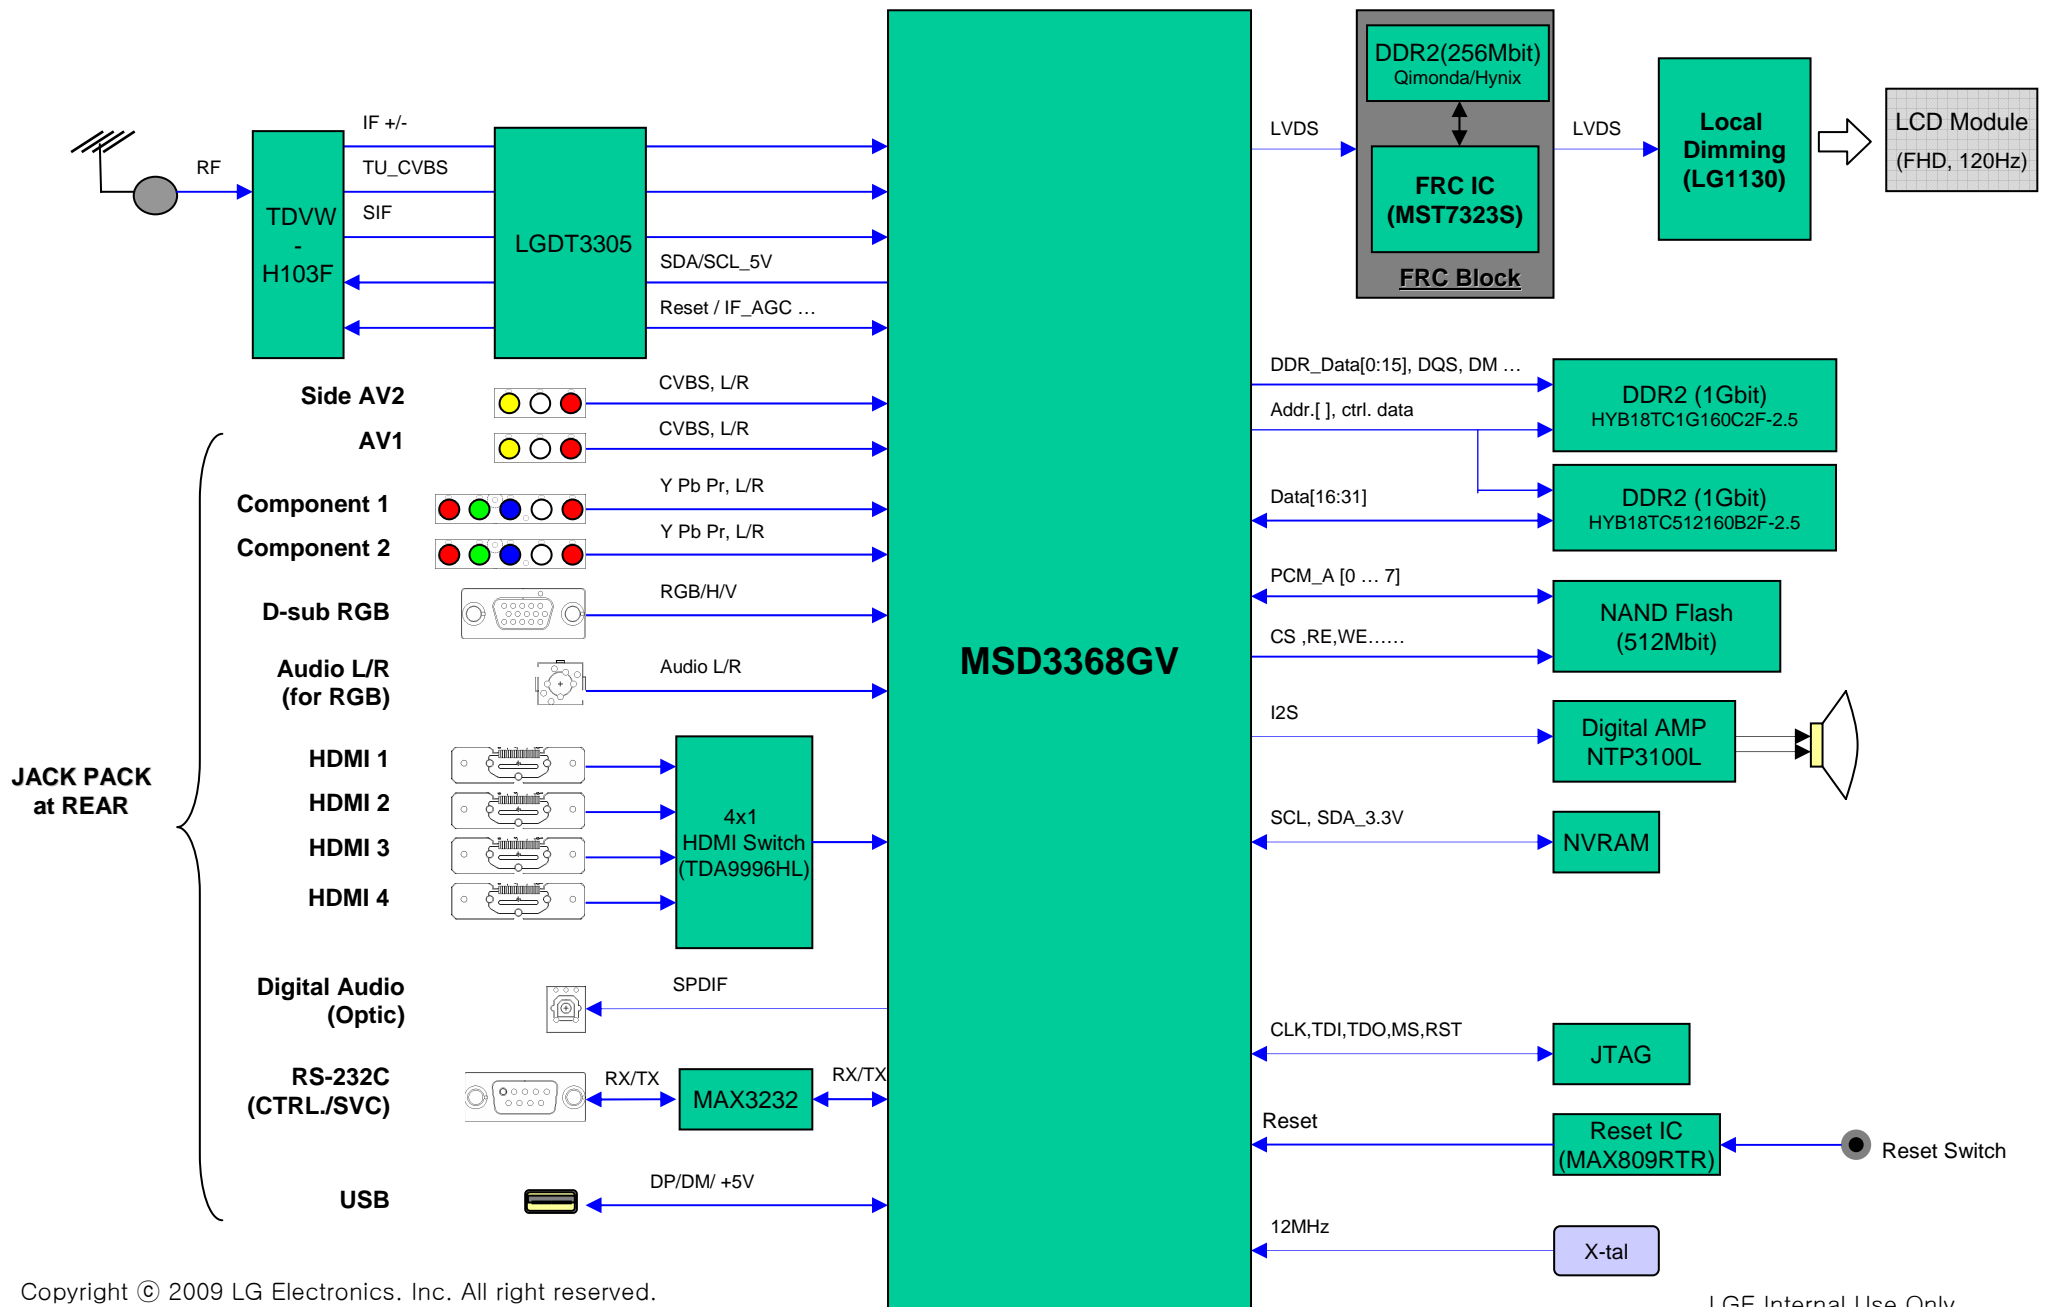 RF
TDVW
-
H103F
IF +/-
TU_CVBS
SIF
LGDT3305
SDA/SCL_5V
Reset / IF_AGC …
Side AV2
CVBS, L/R
AV1
CVBS, L/R
Component 1
Y Pb Pr, L/R
Component 2
Y Pb Pr, L/R
D-sub RGB
RGB/H/V
Audio L/R
(for RGB)
Audio L/R
JACK PACK
at REAR
HDMI 1
HDMI 2
HDMI 3
HDMI 4
4x1
HDMI Switch
(TDA9996HL)
Digital Audio
(Optic)
SPDIF
RS-232C
(CTRL./SVC)
RX/TX
MAX3232
RX/TX
USB
DP/DM/ +5V
MSD3368GV
LVDS
DDR2(256Mbit)
Qimonda/Hynix
FRC IC
(MST7323S)
FRC Block
LVDS
Local
Dimming
(LG1130)
LCD Module
(FHD, 120Hz)
DDR_Data[0:15], DQS, DM …
Addr.[ ], ctrl. data
DDR2 (1Gbit)
HYB18TC1G160C2F-2.5
Data[16:31]
DDR2 (1Gbit)
HYB18TC512160B2F-2.5
PCM_A [0 … 7]
CS ,RE,WE……
NAND Flash
(512Mbit)
I2S
Digital AMP
NTP3100L
SCL, SDA_3.3V
NVRAM
CLK,TDI,TDO,MS,RST
JTAG
Reset
Reset IC
(MAX809RTR)
Reset Switch
12MHz
X-tal
Copyright ⓒ 2009 LG Electronics. Inc. All right reserved.
LGE Internal Use Only